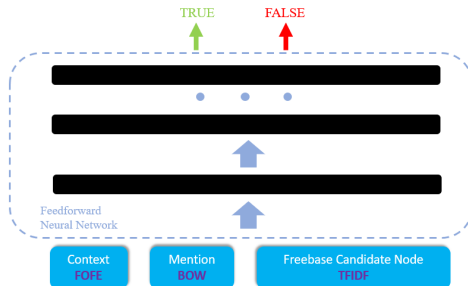 TRUE
FALSE
Feedforward
Neural Network
Context
FOFE
Mention
BOW
Freebase Candidate Node
TFIDF